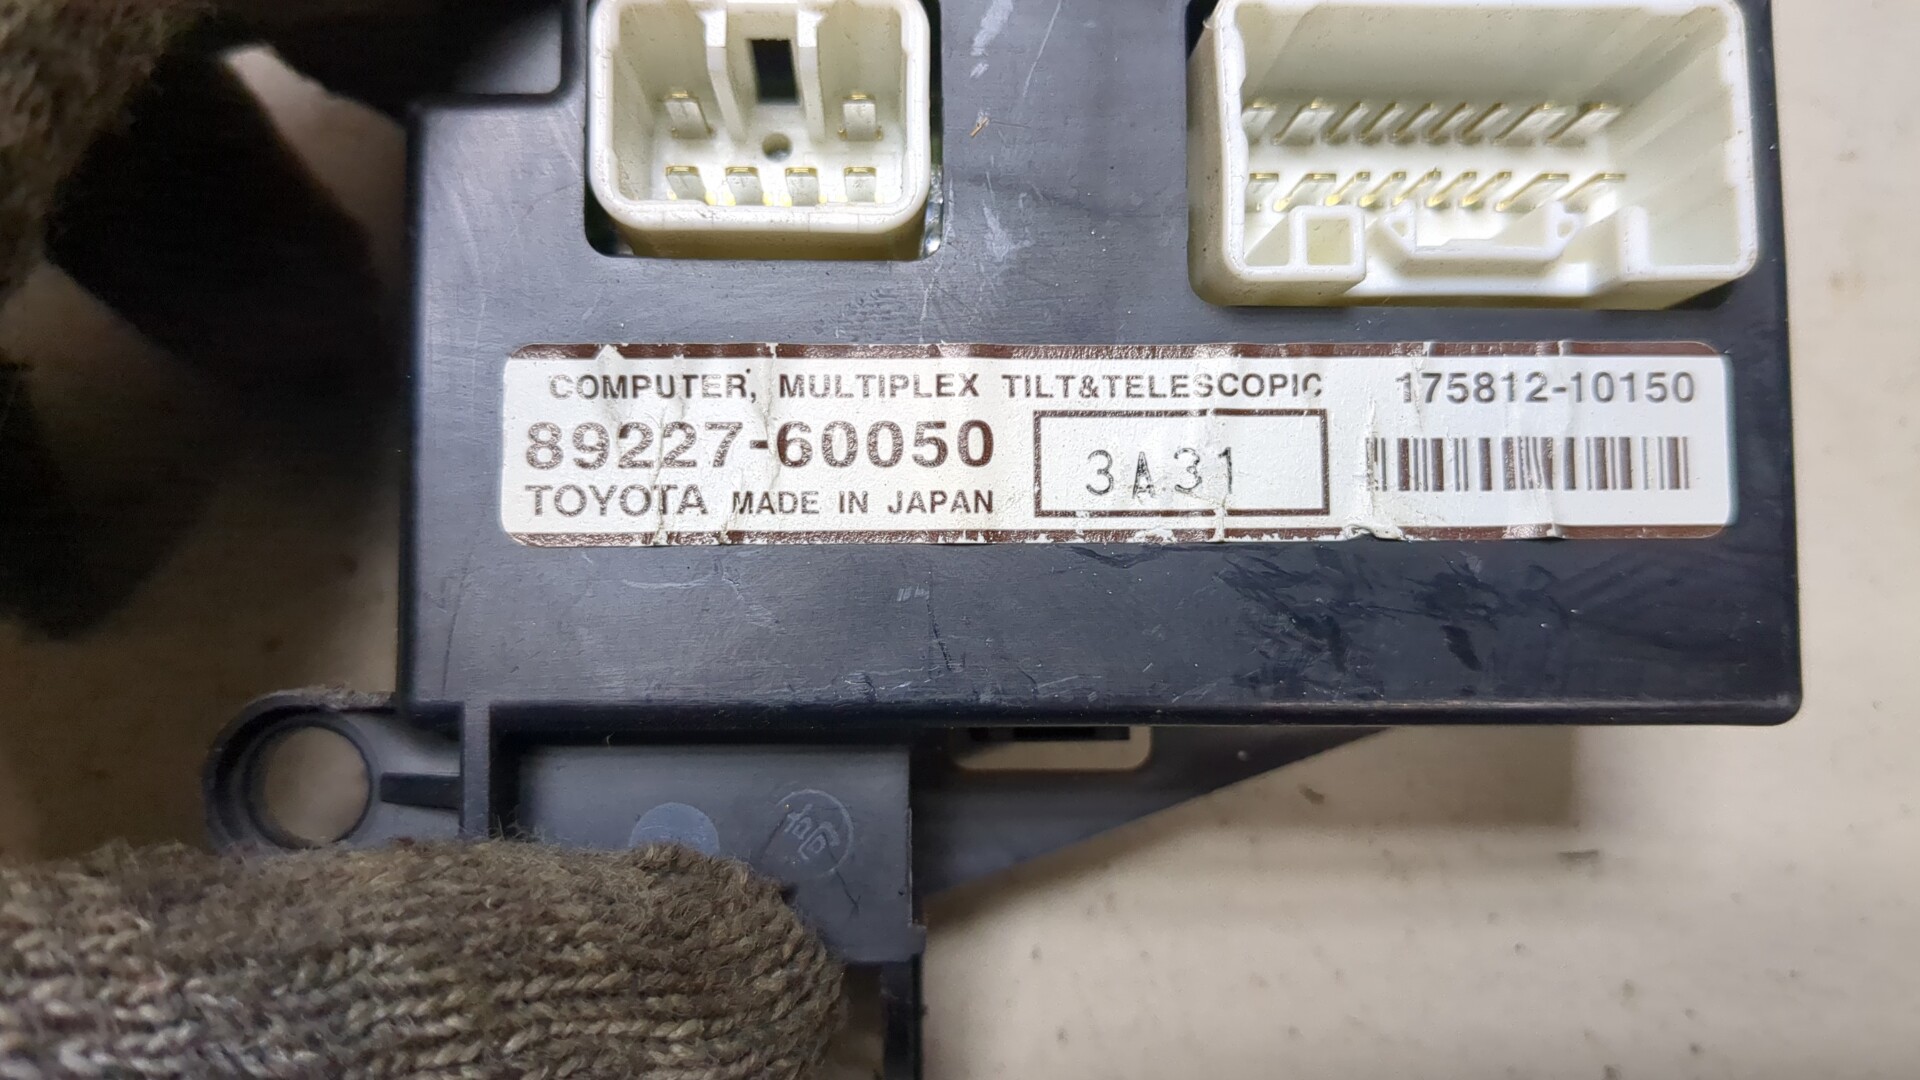 COMPUTER, MULTIPLEX TILT&TELESCOPIC 175812-10150
89227-60050
3A31
TOYOTA MADE IN JAPAN